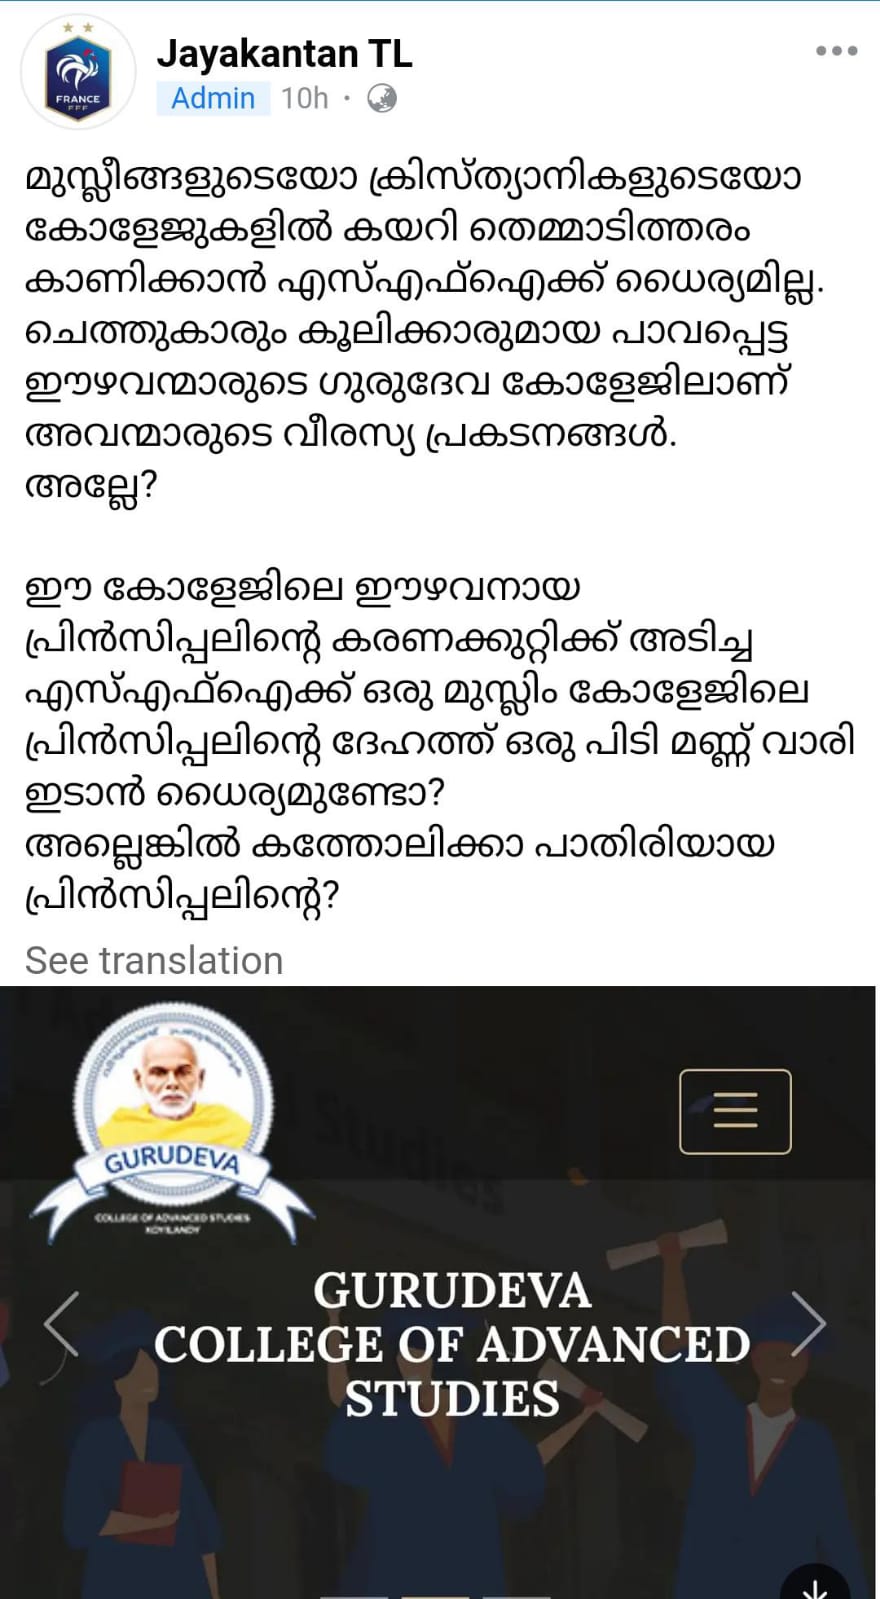 Jayakantan TL
Admin 10h ·
മുസ്ലീങ്ങളുടെയോ ക്രിസ്ത്യാനികളുടെയോ
കോളേജുകളിൽ കയറി തെമ്മാടിത്തരം
കാണിക്കാൻ എസ്എഫ്ഐക്ക് ധൈര്യമില്ല.
ചെത്തുകാരും കൂലിക്കാരുമായ പാവപ്പെട്ട
ഈഴവന്മാരുടെ ഗുരുദേവ കോളേജിലാണ്
അവന്മാരുടെ വീരസ്യ പ്രകടനങ്ങൾ.
അല്ലേ?
ഈ കോളേജിലെ ഈഴവനായ
പ്രിൻസിപ്പലിന്റെ കരണക്കുറ്റിക്ക് അടിച്ച
എസ്എഫ്ഐക്ക് ഒരു മുസ്ലിം കോളേജിലെ
പ്രിൻസിപ്പലിന്റെ ദേഹത്ത് ഒരു പിടി മണ്ണ് വാരി
ഇടാൻ ധൈര്യമുണ്ടോ?
അല്ലെങ്കിൽ കത്തോലിക്കാ പാതിരിയായ
പ്രിൻസിപ്പലിന്റെ?
See translation
GURUDEVA
COLLEGE OF ADVANCED STUDIES
KOYILANDY
GURUDEVA
COLLEGE OF ADVANCED
STUDIES
FRANCE
FFF